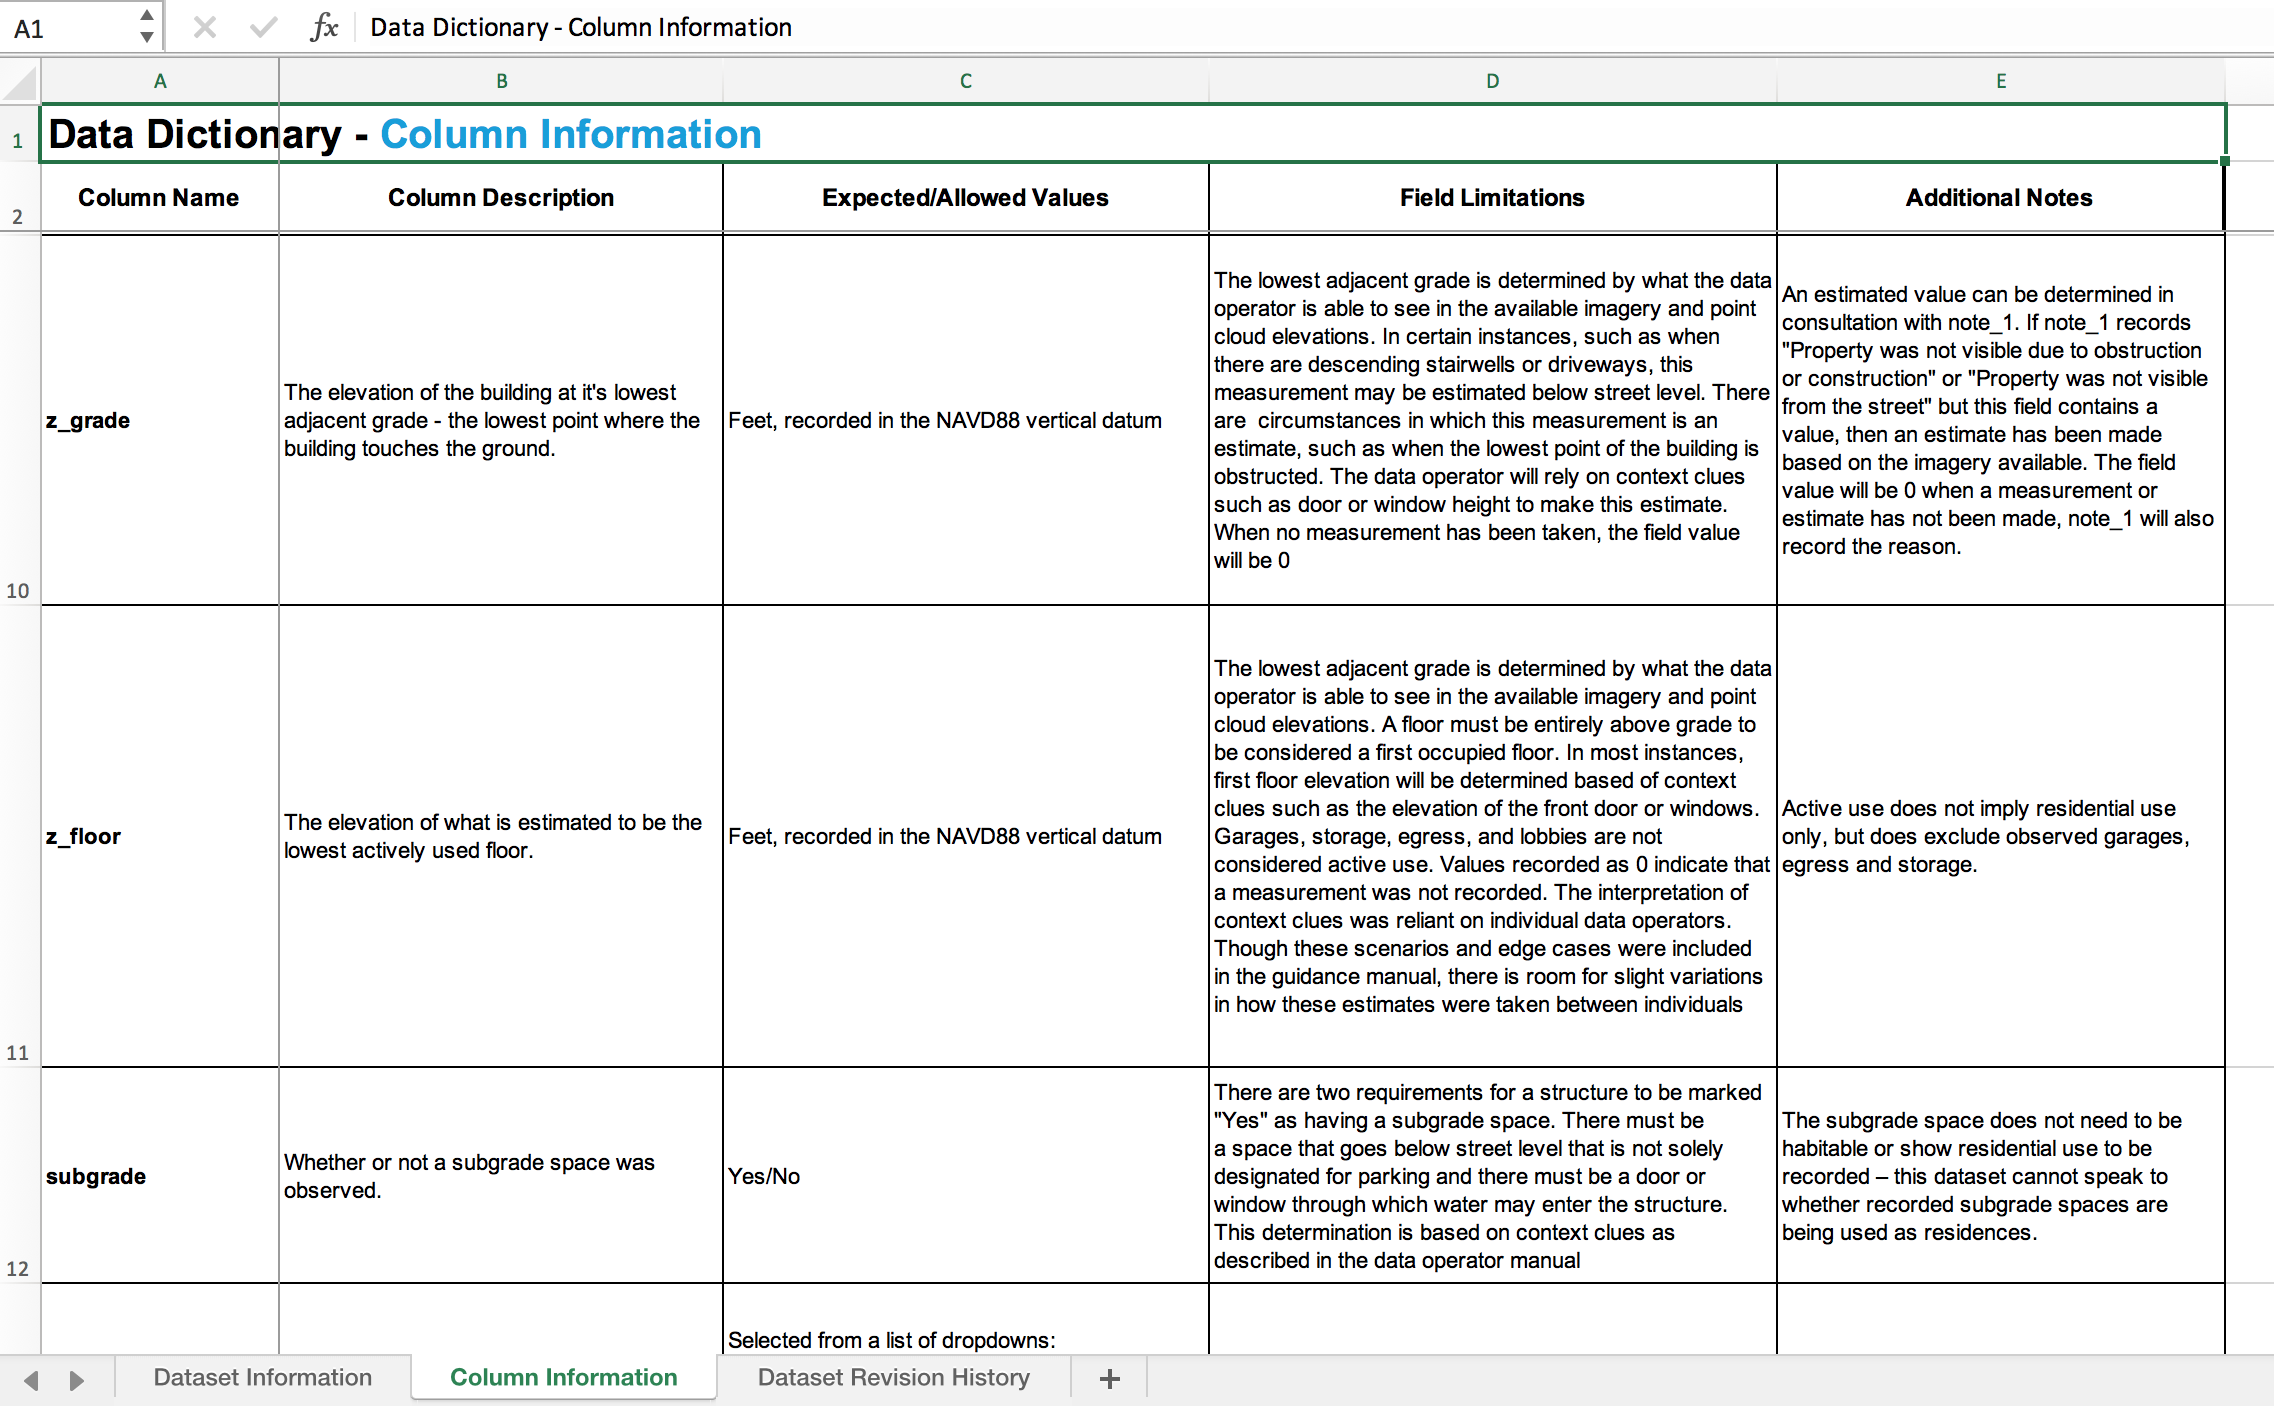 A1
fx
Data Dictionary - Column Information
A
B
C
D
E
1
Data Dictionary - Column Information
2
Column Name
Column Description
Expected/Allowed Values
Field Limitations
Additional Notes
10
z_grade
The elevation of the building at it's lowest
adjacent grade - the lowest point where the
building touches the ground.
Feet, recorded in the NAVD88 vertical datum
The lowest adjacent grade is determined by what the data
operator is able to see in the available imagery and point
cloud elevations. In certain instances, such as when
there are descending stairwells or driveways, this
measurement may be estimated below street level. There
are  circumstances in which this measurement is an
estimate, such as when the lowest point of the building is
obstructed. The data operator will rely on context clues
such as door or window height to make this estimate.
When no measurement has been taken, the field value
will be 0
An estimated value can be determined in
consultation with note_1. If note_1 records
"Property was not visible due to obstruction
or construction" or "Property was not visible
from the street" but this field contains a
value, then an estimate has been made
based on the imagery available. The field
value will be 0 when a measurement or
estimate has not been made, note_1 will also
record the reason.
11
z_floor
The elevation of what is estimated to be the
lowest actively used floor.
Feet, recorded in the NAVD88 vertical datum
The lowest adjacent grade is determined by what the data
operator is able to see in the available imagery and point
cloud elevations. A floor must be entirely above grade to
be considered a first occupied floor. In most instances,
first floor elevation will be determined based of context
clues such as the elevation of the front door or windows.
Garages, storage, egress, and lobbies are not
considered active use. Values recorded as 0 indicate that
a measurement was not recorded. The interpretation of
context clues was reliant on individual data operators.
Though these scenarios and edge cases were included
in the guidance manual, there is room for slight variations
in how these estimates were taken between individuals
Active use does not imply residential use
only, but does exclude observed garages,
egress and storage.
12
subgrade
Whether or not a subgrade space was
observed.
Yes/No
There are two requirements for a structure to be marked
"Yes" as having a subgrade space. There must be
a space that goes below street level that is not solely
designated for parking and there must be a door or
window through which water may enter the structure.
This determination is based on context clues as
described in the data operator manual
The subgrade space does not need to be
habitable or show residential use to be
recorded – this dataset cannot speak to
whether recorded subgrade spaces are
being used as residences.
Selected from a list of dropdowns:
Dataset Information
Column Information
Dataset Revision History
+